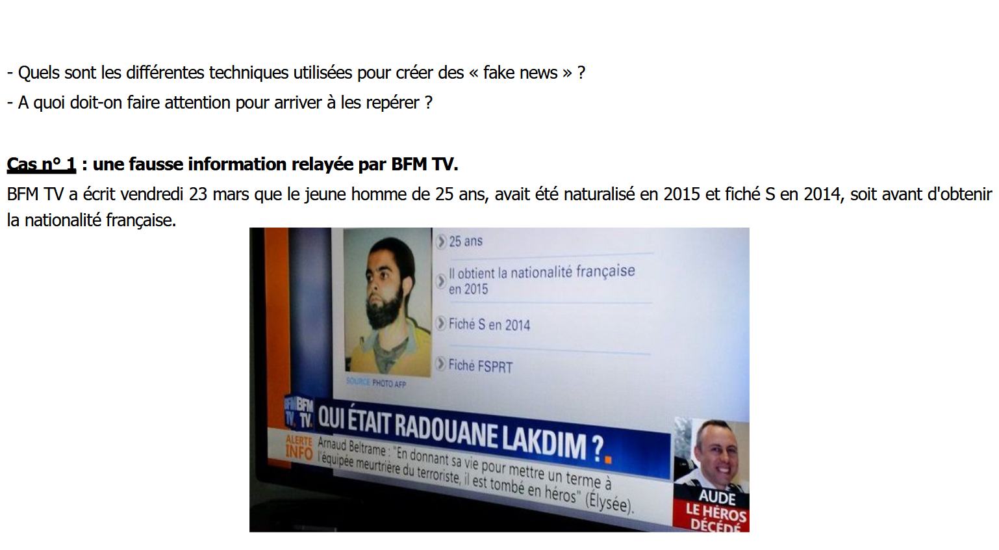 - Quels sont les différentes techniques utilisées pour créer des « fake news » ?
- A quoi doit-on faire attention pour arriver à les repérer ?
Cas n° 1 : une fausse information relayée par BFM TV.
BFM TV a écrit vendredi 23 mars que le jeune homme de 25 ans, avait été naturalisé en 2015 et fiché S en 2014, soit avant d'obtenir
la nationalité française.
25 ans
Il obtient la nationalité française
en 2015
Fiché S en 2014
Fiché FSPRT
SOURCE PHOTO AFP
BFM
TV.
BFM
TV.
QUI ÉTAIT RADOUANE LAKDIM ?
ALERTE
INFO
Arnaud Beltrame : "En donnant sa vie pour mettre un terme à
l'équipée meurtrière du terroriste, il est tombé en héros" (Élysée).
AUDE
LE HÉROS
DÉCÉDÉ